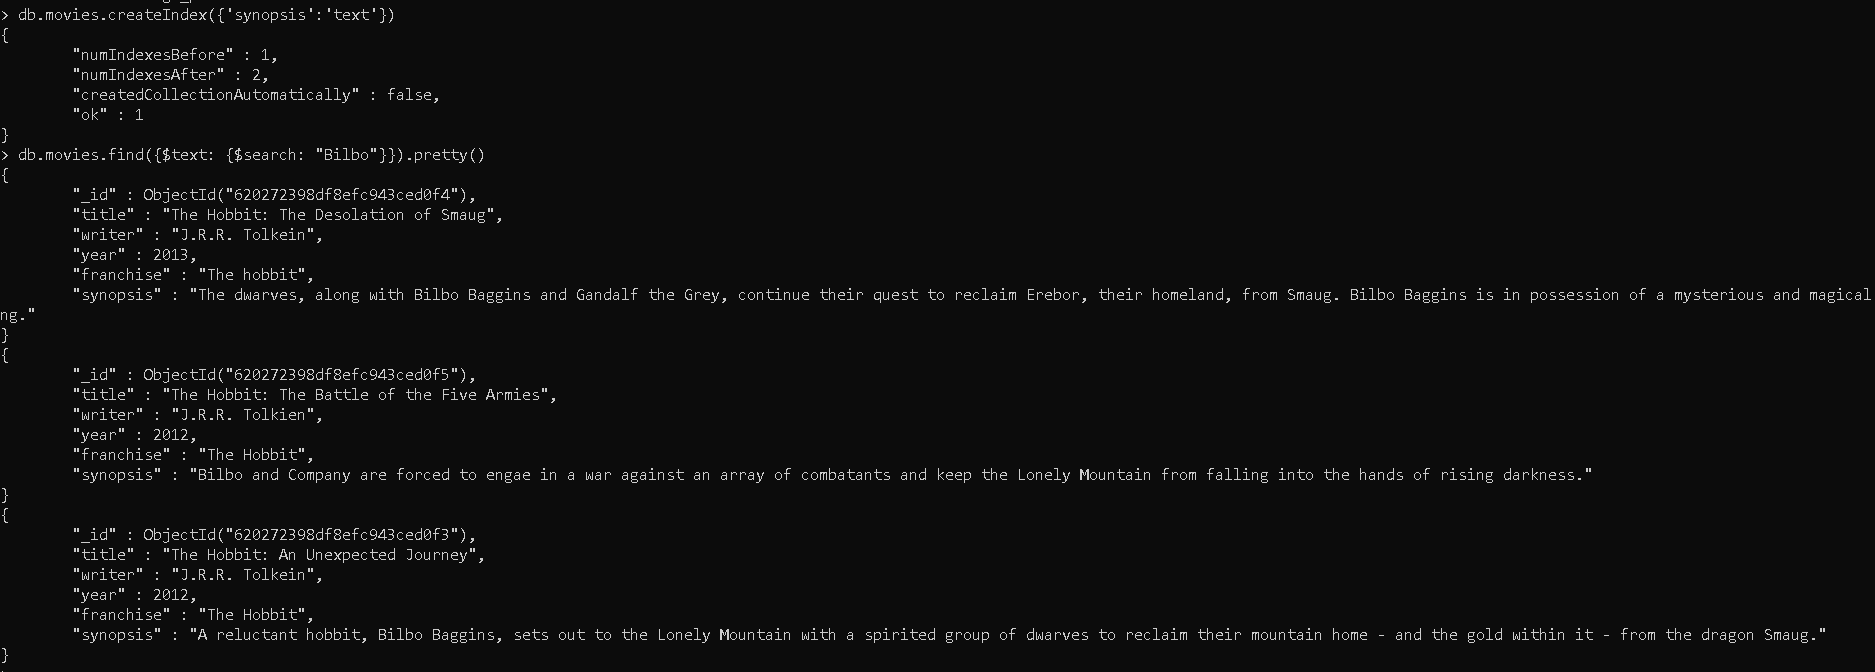 > db.movies.createIndex({'synopsis':'text'})
{
"numIndexesBefore" : 1,
"numIndexesAfter" : 2,
"createdCollectionAutomatically" : false,
"ok" : 1
}
> db.movies.find({$text: {$search: "Bilbo"}}).pretty()
{
"_id" : ObjectId("620272398df8efc943ced0f4"),
"title" : "The Hobbit: The Desolation of Smaug",
"writer" : "J.R.R. Tolkein",
"year" : 2013,
"franchise" : "The hobbit",
"synopsis" : "The dwarves, along with Bilbo Baggins and Gandalf the Grey, continue their quest to reclaim Erebor, their homeland, from Smaug. Bilbo Baggins is in possession of a mysterious and magical
ng."
}
{
"_id" : ObjectId("620272398df8efc943ced0f5"),
"title" : "The Hobbit: The Battle of the Five Armies",
"writer" : "J.R.R. Tolkien",
"year" : 2012,
"franchise" : "The Hobbit",
"synopsis" : "Bilbo and Company are forced to engae in a war against an array of combatants and keep the Lonely Mountain from falling into the hands of rising darkness."
}
{
"_id" : ObjectId("620272398df8efc943ced0f3"),
"title" : "The Hobbit: An Unexpected Journey",
"writer" : "J.R.R. Tolkein",
"year" : 2012,
"franchise" : "The Hobbit",
"synopsis" : "A reluctant hobbit, Bilbo Baggins, sets out to the Lonely Mountain with a spirited group of dwarves to reclaim their mountain home - and the gold within it - from the dragon Smaug."
}